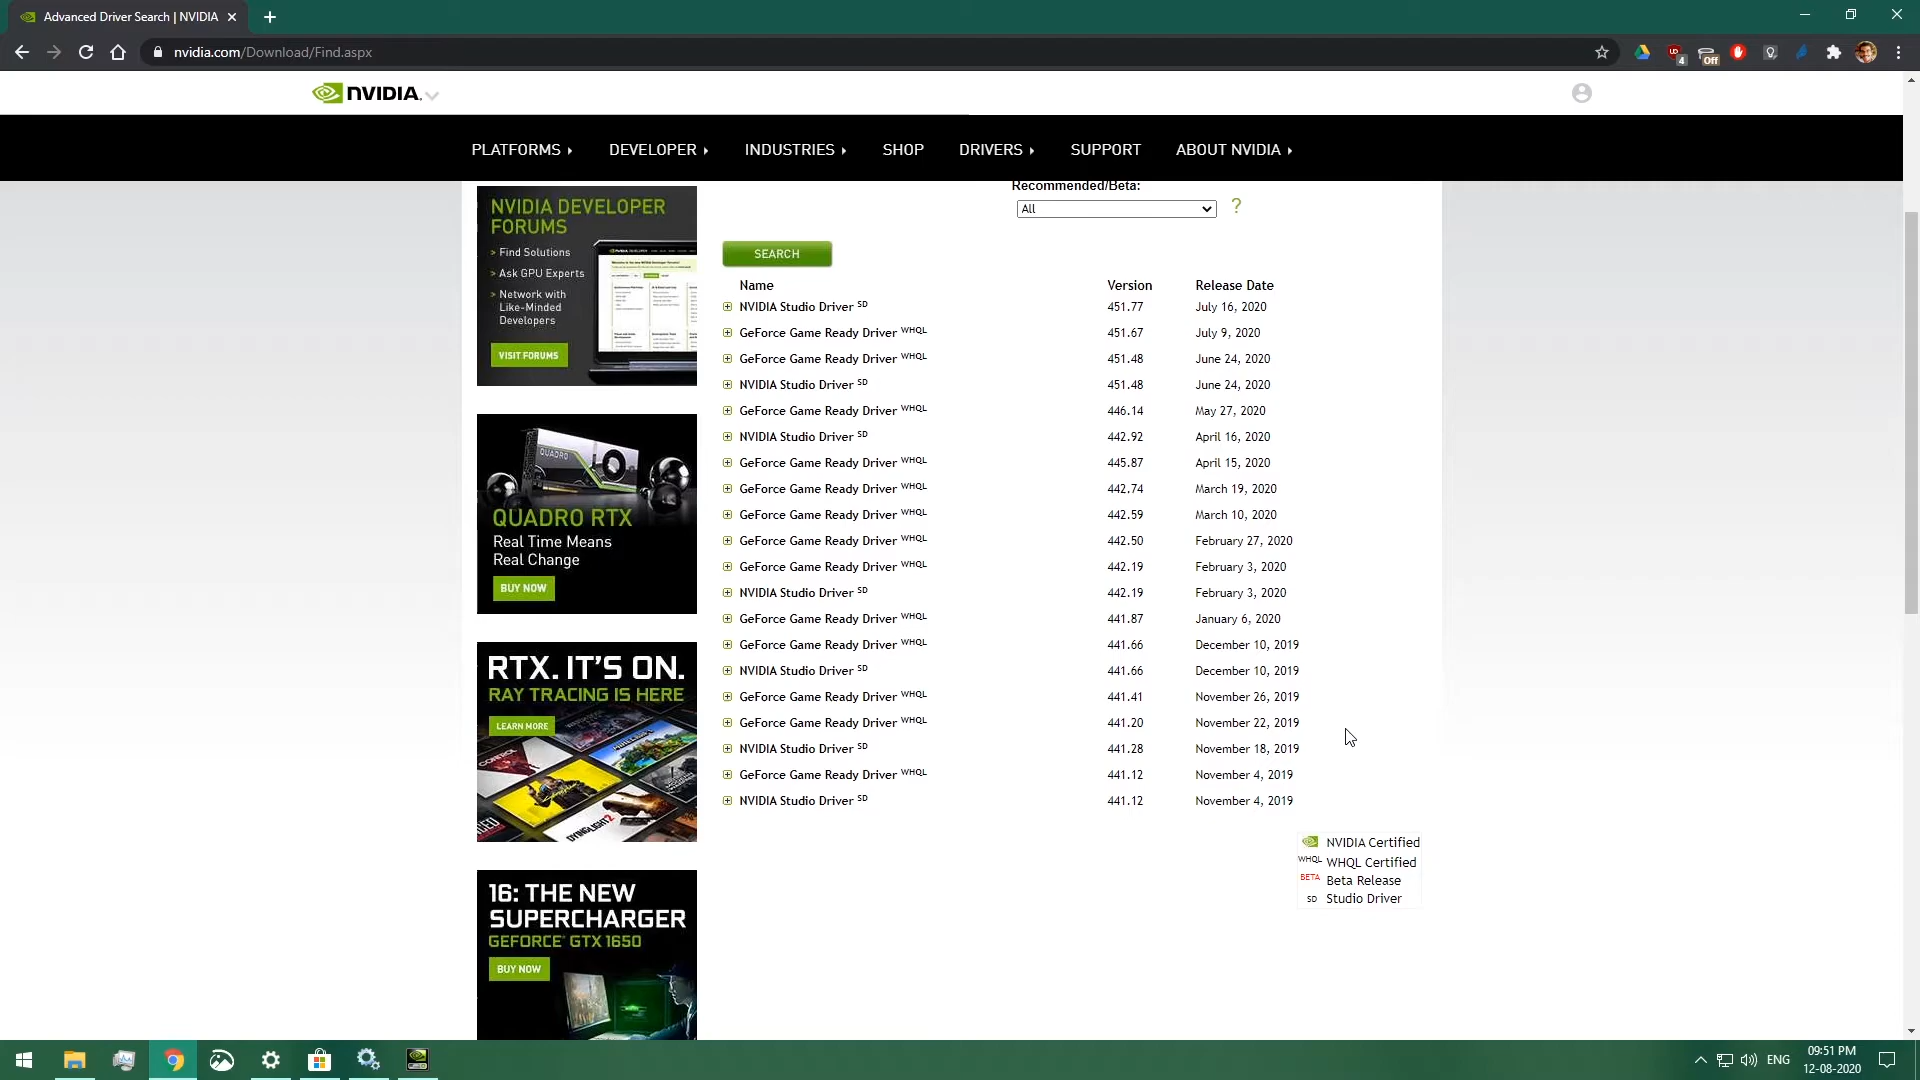 Advanced Driver Search | NVIDIA
nvidia.com/Download/Find.aspx
4
Off
NVIDIA.
PLATFORMS
DEVELOPER
INDUSTRIES
SHOP
DRIVERS
SUPPORT
ABOUT NVIDIA
Recommended/Beta:
All
?
SEARCH
Name Version Release Date
NVIDIA Studio Driver SD 451.77 July 16, 2020
GeForce Game Ready Driver WHQL 451.67 July 9, 2020
GeForce Game Ready Driver WHQL 451.48 June 24, 2020
NVIDIA Studio Driver SD 451.48 June 24, 2020
GeForce Game Ready Driver WHQL 446.14 May 27, 2020
NVIDIA Studio Driver SD 442.92 April 16, 2020
GeForce Game Ready Driver WHQL 445.87 April 15, 2020
GeForce Game Ready Driver WHQL 442.74 March 19, 2020
GeForce Game Ready Driver WHQL 442.59 March 10, 2020
GeForce Game Ready Driver WHQL 442.50 February 27, 2020
GeForce Game Ready Driver WHQL 442.19 February 3, 2020
NVIDIA Studio Driver SD 442.19 February 3, 2020
GeForce Game Ready Driver WHQL 441.87 January 6, 2020
GeForce Game Ready Driver WHQL 441.66 December 10, 2019
NVIDIA Studio Driver SD 441.66 December 10, 2019
GeForce Game Ready Driver WHQL 441.41 November 26, 2019
GeForce Game Ready Driver WHQL 441.20 November 22, 2019
NVIDIA Studio Driver SD 441.28 November 18, 2019
GeForce Game Ready Driver WHQL 441.12 November 4, 2019
NVIDIA Studio Driver SD 441.12 November 4, 2019
NVIDIA Certified
WHQL WHQL Certified
BETA Beta Release
SD Studio Driver
NVIDIA DEVELOPER
FORUMS
> Find Solutions
> Ask GPU Experts
> Network with
Like-Minded
Developers
VISIT FORUMS
QUADRO
QUADRO RTX
Real Time Means
Real Change
BUY NOW
RTX. IT'S ON.
RAY TRACING IS HERE
LEARN MORE
CONTROL
MINECRAFT
DYING LIGHT 2
16: THE NEW
SUPERCHARGER
GEFORCE GTX 1650
BUY NOW
ENG
09:51 PM
12-08-2020